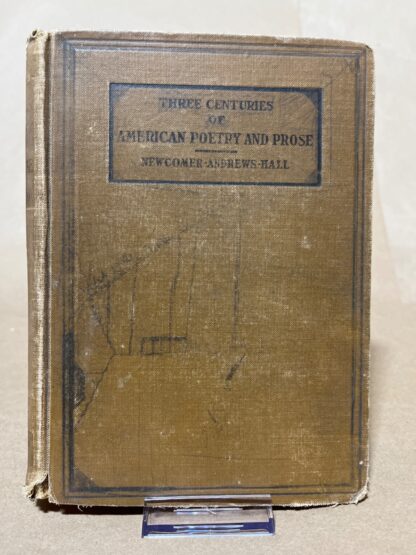 THREE CENTURIES
OF
AMERICAN POETRY AND PROSE
NEWCOMER-ANDREWS-HALL